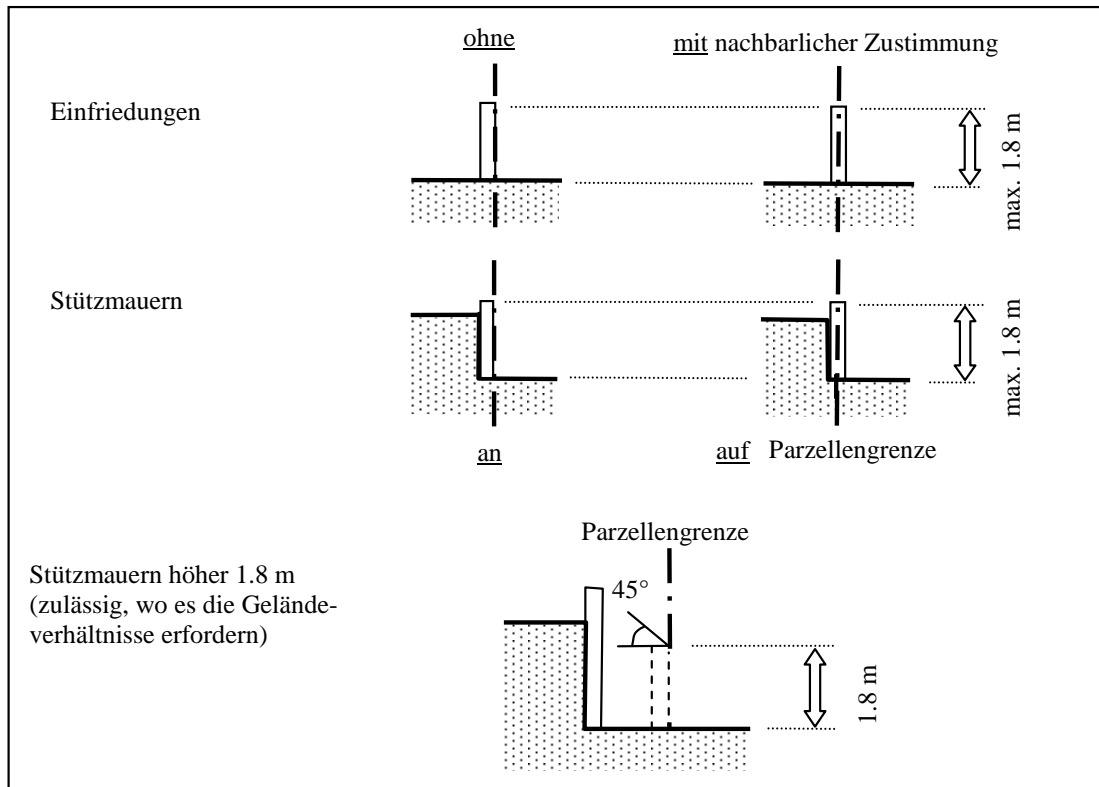 ohne
mit nachbarlicher Zustimmung
Einfriedungen
max. 1.8 m
Stützmauern
max. 1.8 m
an
auf Parzellengrenze
Parzellengrenze
Stützmauern höher 1.8 m
(zulässig, wo es die Gelände-
verhältnisse erfordern)
45°
1.8 m